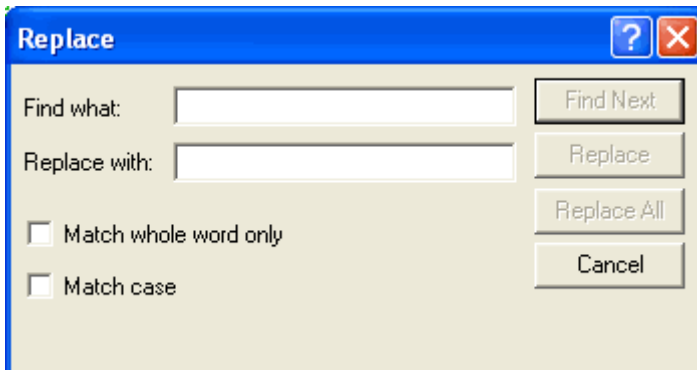 Replace
Find what:
Find Next
Replace with:
Replace
Replace All
Match whole word only
Cancel
Match case